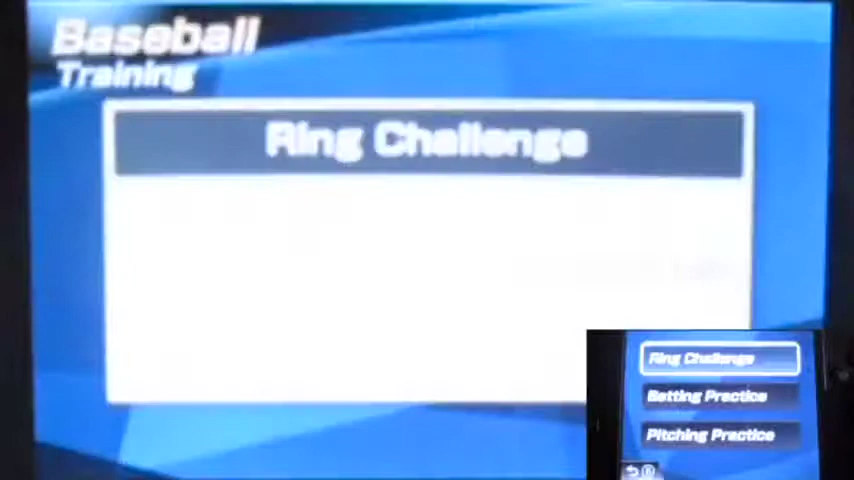 Baseball
Training
Ring Challenge
Ring Challenge
Batting Practice
Pitching Practice